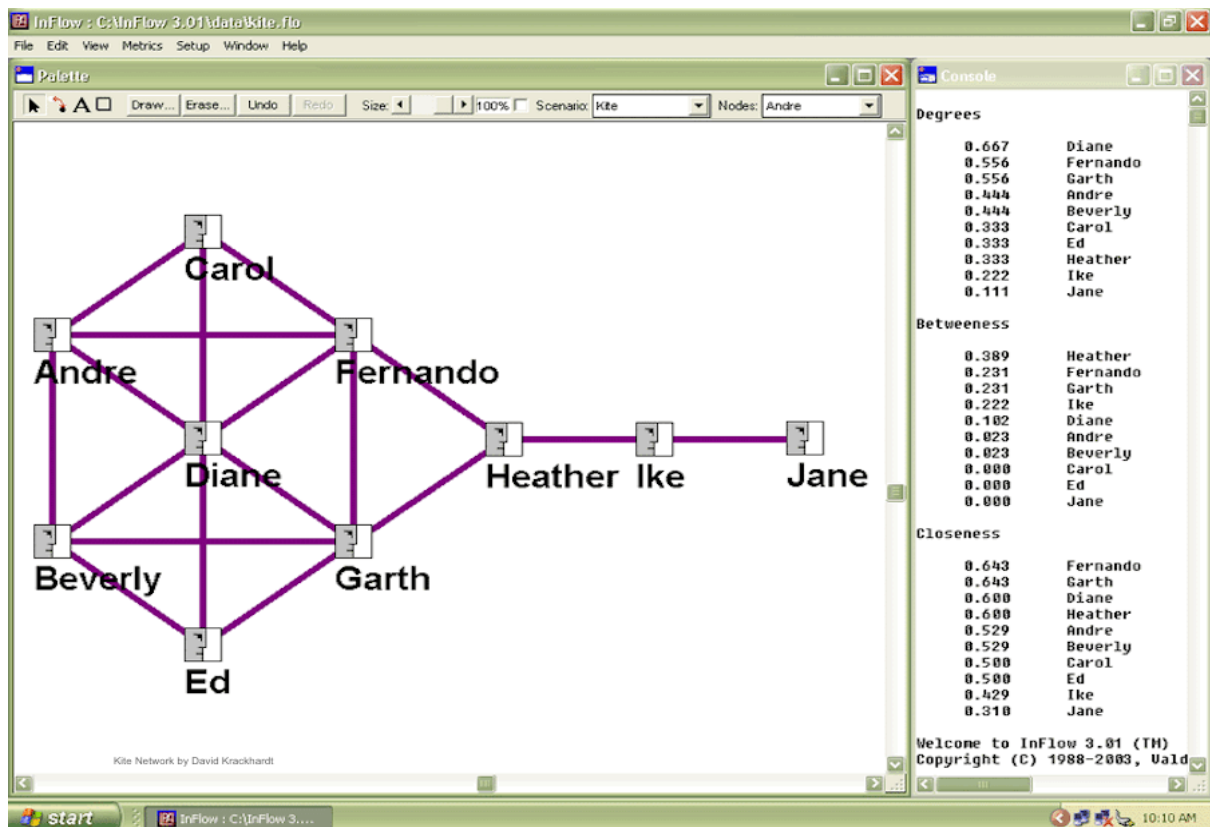 InFlow : C:\InFlow 3.01\data\kite.flo
File Edit View Metrics Setup Window Help
Palette
A Draw... Erase... Undo Redo Size: 100% Scenario: Kite Nodes: Andre
Carol
Andre
Fernando
Diane
Heather
Ike
Jane
Beverly
Garth
Ed
Kite Network by David Krackhardt
Console
Degrees
0.667 Diane
0.556 Fernando
0.556 Garth
0.444 Andre
0.444 Beverly
0.333 Carol
0.333 Ed
0.333 Heather
0.222 Ike
0.111 Jane
Betweeness
0.389 Heather
0.231 Fernando
0.231 Garth
0.222 Ike
0.102 Diane
0.023 Andre
0.023 Beverly
0.000 Carol
0.000 Ed
0.000 Jane
Closeness
0.643 Fernando
0.643 Garth
0.600 Diane
0.600 Heather
0.529 Andre
0.529 Beverly
0.500 Carol
0.500 Ed
0.429 Ike
0.310 Jane
Welcome to InFlow 3.01 (TM)
Copyright (C) 1988-2003, Vald
start
InFlow : C:\InFlow 3....
10:10 AM